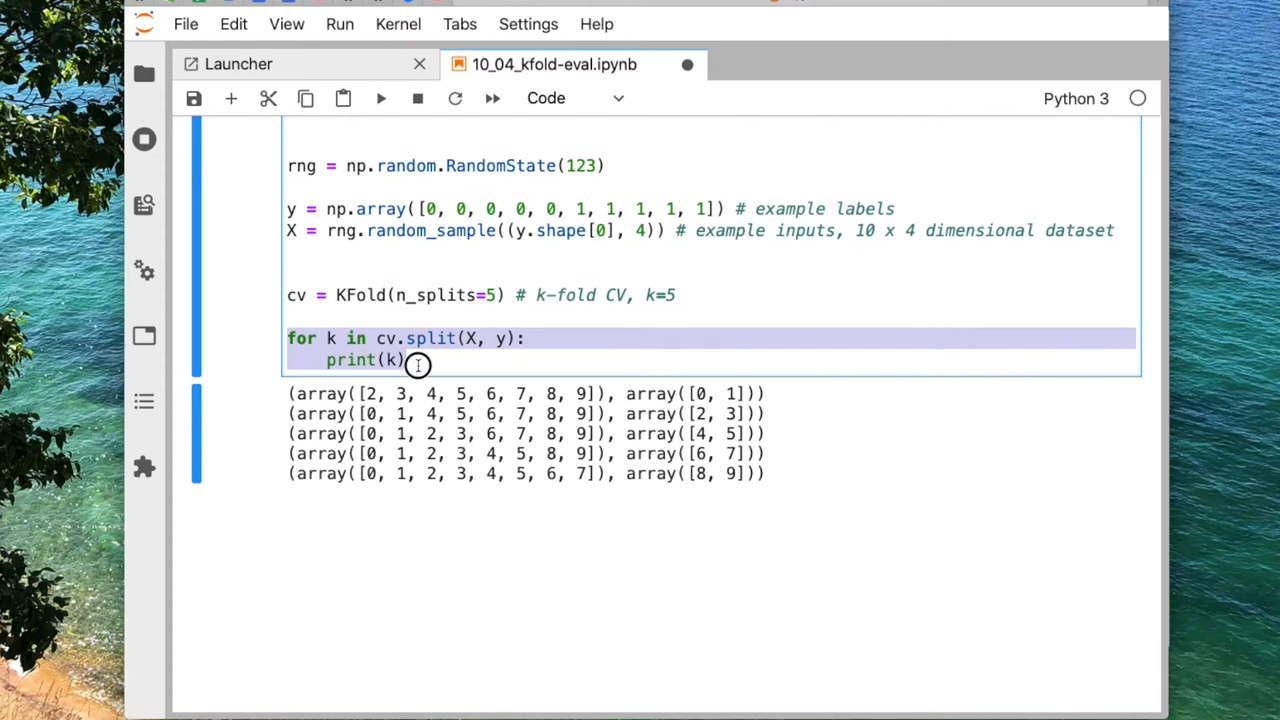 File Edit View Run Kernel Tabs Settings Help
Launcher
10_04_kfold-eval.ipynb
Code
Python 3
rng = np.random.RandomState(123)
y = np.array([0, 0, 0, 0, 0, 1, 1, 1, 1, 1]) # example labels
X = rng.random_sample((y.shape[0], 4)) # example inputs, 10 x 4 dimensional dataset
cv = KFold(n_splits=5) # k-fold CV, k=5
for k in cv.split(X, y):
    print(k)
(array([2, 3, 4, 5, 6, 7, 8, 9]), array([0, 1]))
(array([0, 1, 4, 5, 6, 7, 8, 9]), array([2, 3]))
(array([0, 1, 2, 3, 6, 7, 8, 9]), array([4, 5]))
(array([0, 1, 2, 3, 4, 5, 8, 9]), array([6, 7]))
(array([0, 1, 2, 3, 4, 5, 6, 7]), array([8, 9]))